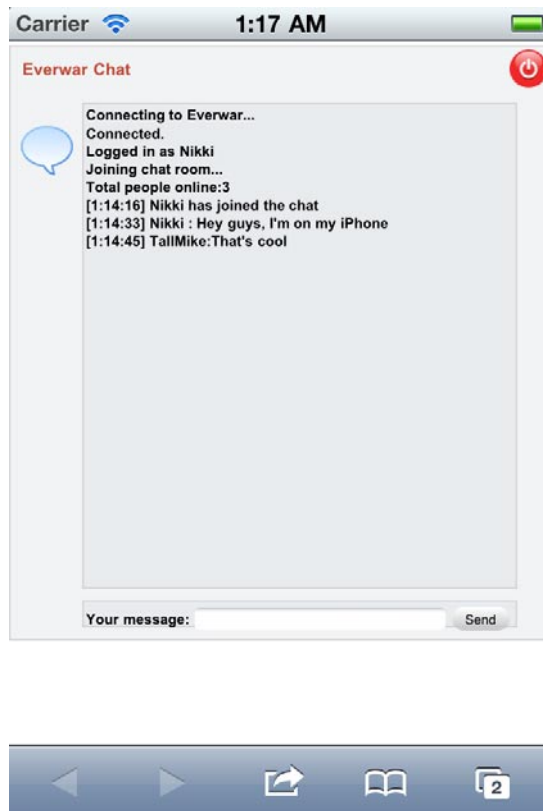 Carrier 1:17 AM
Everwar Chat
Connecting to Everwar...
Connected.
Logged in as Nikki
Joining chat room...
Total people online:3
[1:14:16] Nikki has joined the chat
[1:14:33] Nikki : Hey guys, I'm on my iPhone
[1:14:45] TallMike:That's cool
Your message: Send
2